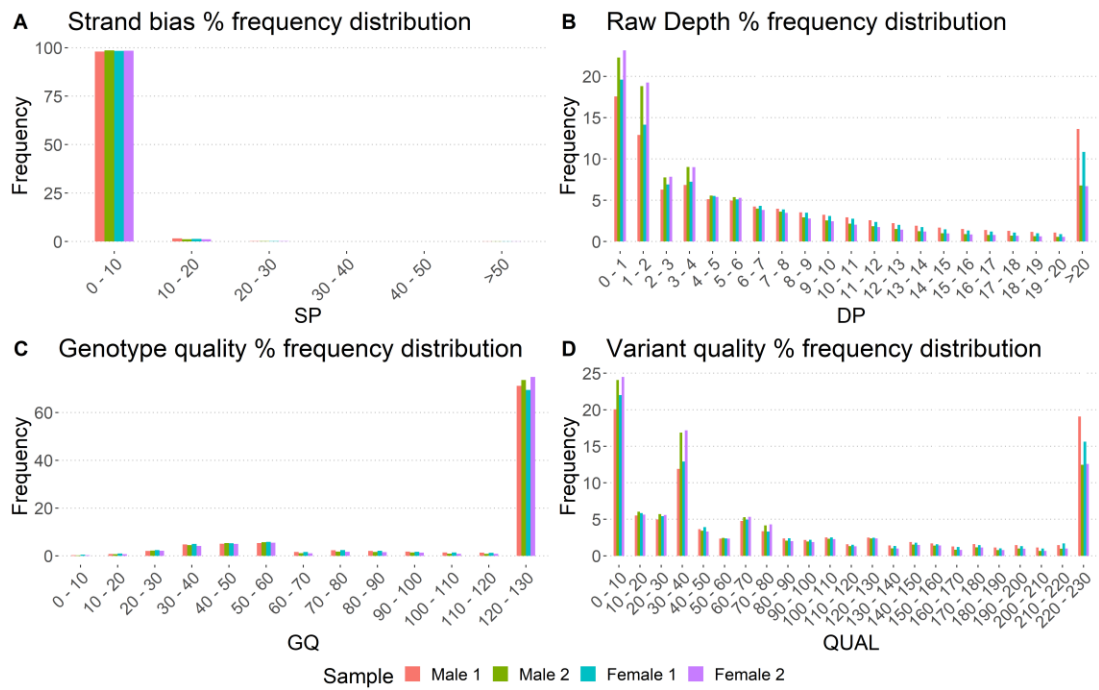 A Strand bias % frequency distribution
100
75
50
25
0
Frequency
0 - 10 10 - 20 20 - 30 30 - 40 40 - 50 >50
SP
B Raw Depth % frequency distribution
20
15
10
5
0
Frequency
0 - 1 1 - 2 2 - 3 3 - 4 4 - 5 5 - 6 6 - 7 7 - 8 8 - 9 9 - 10 10 - 11 11 - 12 12 - 13 13 - 14 14 - 15 15 - 16 16 - 17 17 - 18 18 - 19 19 - 20 >20
DP
C Genotype quality % frequency distribution
60
40
20
0
Frequency
0 - 10 10 - 20 20 - 30 30 - 40 40 - 50 50 - 60 60 - 70 70 - 80 80 - 90 90 - 100 100 - 110 110 - 120 120 - 130
GQ
D Variant quality % frequency distribution
25
20
15
10
5
0
Frequency
0 - 10 10 - 20 20 - 30 30 - 40 40 - 50 50 - 60 60 - 70 70 - 80 80 - 90 90 - 100 100 - 110 110 - 120 120 - 130 130 - 140 140 - 150 150 - 160 160 - 170 170 - 180 180 - 190 190 - 200 200 - 210 210 - 220 220 - 230
QUAL
Sample Male 1 Male 2 Female 1 Female 2